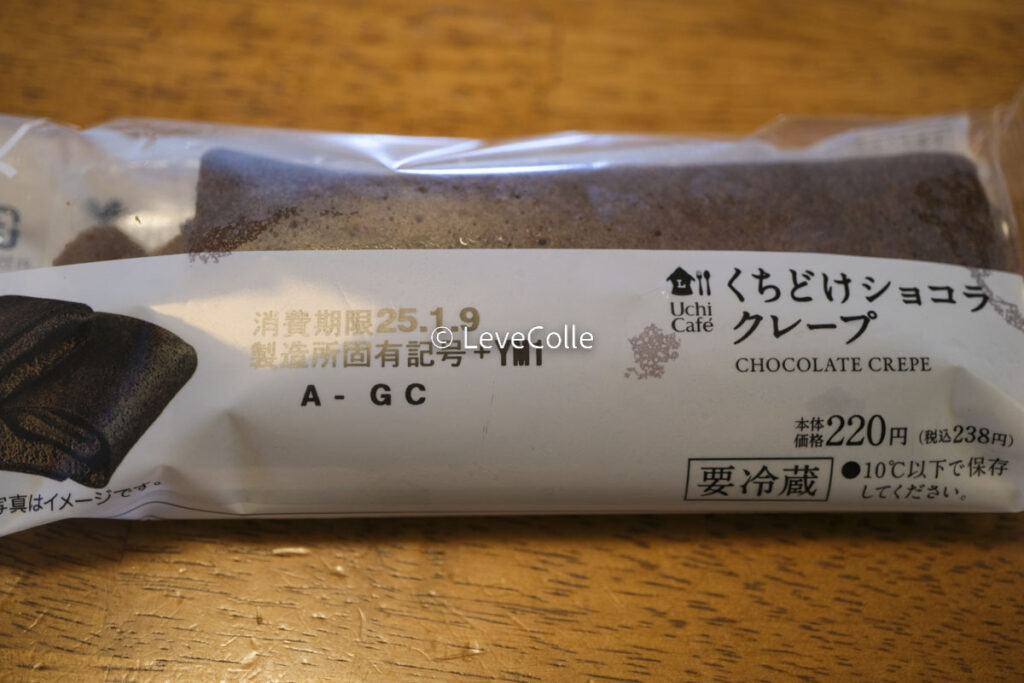 Uchi
Café
くちどけショコラ
クレープ
CHOCOLATE CREPE
消費期限25.1.9
製造所固有記号+YM1
A- GC
© LeveColle
本体
価格220円(税込238円)
要冷蔵
●10℃以下で保存
してください。
写真はイメージです。